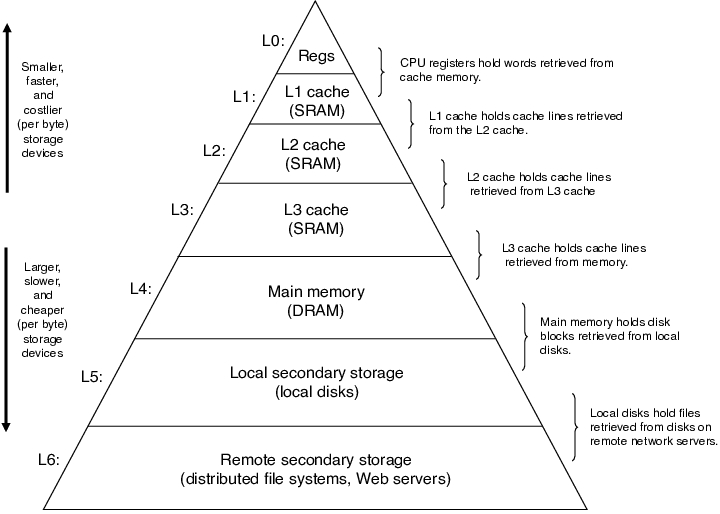 L0:
Regs
CPU registers hold words retrieved from
cache memory.
Smaller,
faster,
and
costlier
(per byte)
storage
devices
L1:
L1 cache
(SRAM)
L1 cache holds cache lines retrieved
from the L2 cache.
L2:
L2 cache
(SRAM)
L2 cache holds cache lines
retrieved from L3 cache
L3:
L3 cache
(SRAM)
L3 cache holds cache lines
retrieved from memory.
Larger,
slower,
and
cheaper
(per byte)
storage
devices
L4:
Main memory
(DRAM)
Main memory holds disk
blocks retrieved from local
disks.
L5:
Local secondary storage
(local disks)
Local disks hold files
retrieved from disks on
remote network servers.
L6:
Remote secondary storage
(distributed file systems, Web servers)